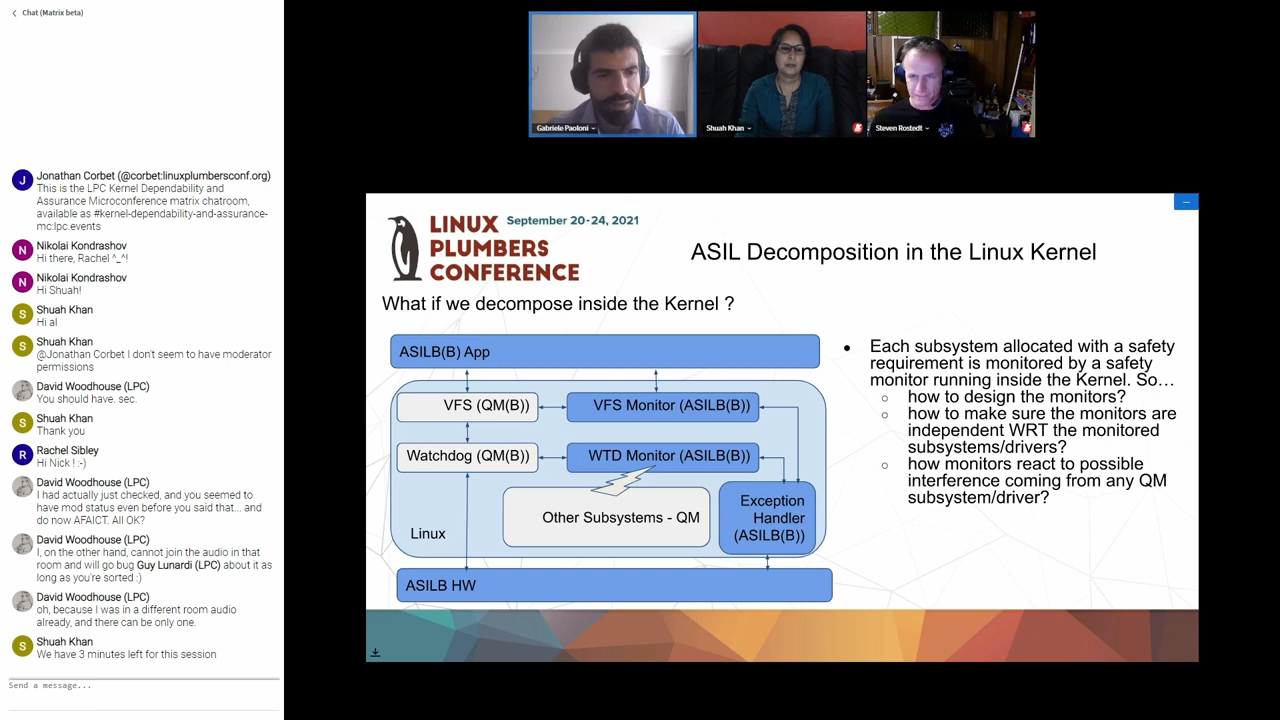 Chat (Matrix beta)
Jonathan Corbet (@corbet:linuxplumbersconf.org)
This is the LPC Kernel Dependability and
Assurance Microconference matrix chatroom,
available as #kernel-dependability-and-assurance-
mc:lpc.events
Nikolai Kondrashov
Hi there, Rachel ^_^!
Nikolai Kondrashov
Hi Shuah!
Shuah Khan
Hi al
Shuah Khan
@Jonathan Corbet I don't seem to have moderator
permissions
David Woodhouse (LPC)
You should have. sec.
Shuah Khan
Thank you
Rachel Sibley
Hi Nick ! :-)
David Woodhouse (LPC)
I had actually just checked, and you seemed to
have mod status even before you said that... and
do now AFAICT. All OK?
David Woodhouse (LPC)
I, on the other hand, cannot join the audio in that
room and will go bug Guy Lunardi (LPC) about it as
long as you're sorted :)
David Woodhouse (LPC)
oh, because I was in a different room audio
already, and there can be only one.
Shuah Khan
We have 3 minutes left for this session
Send a message...
Gabriele Paoloni
Shuah Khan
Steven Rostedt
LINUX
PLUMBERS
CONFERENCE
September 20-24, 2021
ASIL Decomposition in the Linux Kernel
What if we decompose inside the Kernel ?
ASILB(B) App
VFS (QM(B))
VFS Monitor (ASILB(B))
Watchdog (QM(B))
WTD Monitor (ASILB(B))
Other Subsystems - QM
Exception
Handler
(ASILB(B))
Linux
ASILB HW
• Each subsystem allocated with a safety
requirement is monitored by a safety
monitor running inside the Kernel. So…
○ how to design the monitors?
○ how to make sure the monitors are
independent WRT the monitored
subsystems/drivers?
○ how monitors react to possible
interference coming from any QM
subsystem/driver?